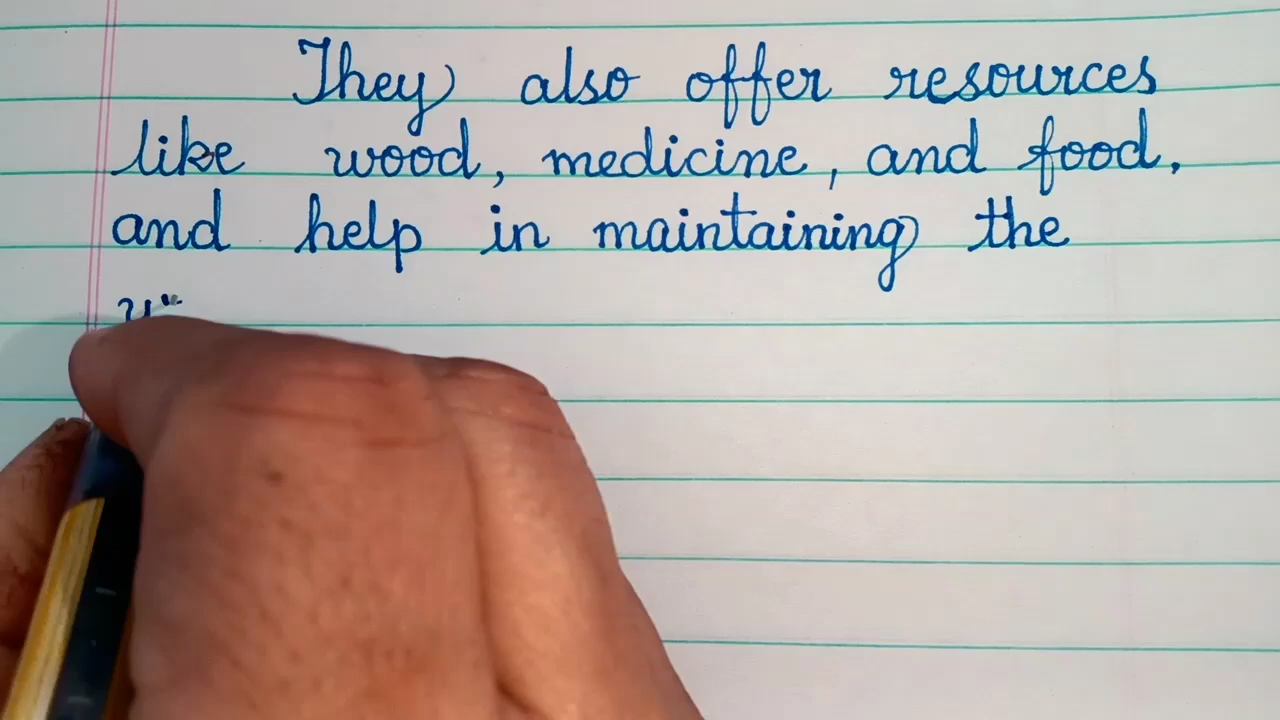 They also offer resources
like wood, medicine, and food,
and help in maintaining the